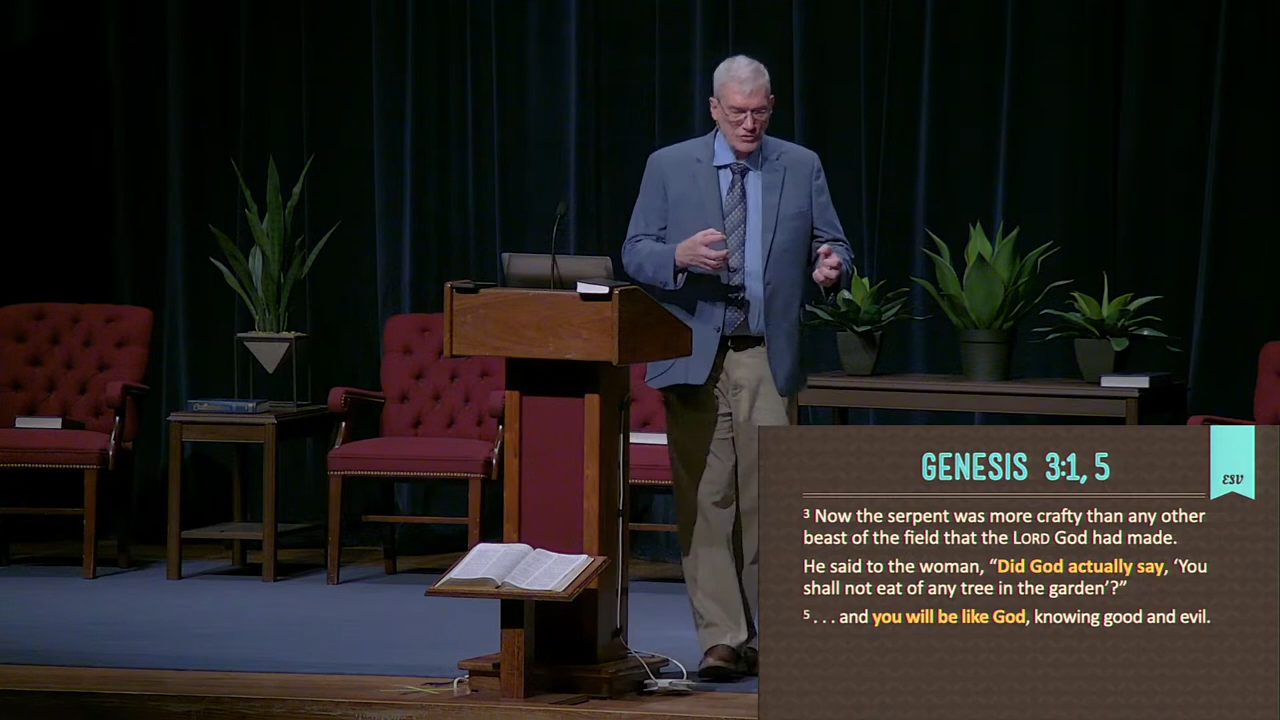 GENESIS 3:1, 5
ESV
³ Now the serpent was more crafty than any other
beast of the field that the LORD God had made.
He said to the woman, “Did God actually say, ‘You
shall not eat of any tree in the garden’?”
⁵ . . . and you will be like God, knowing good and evil.